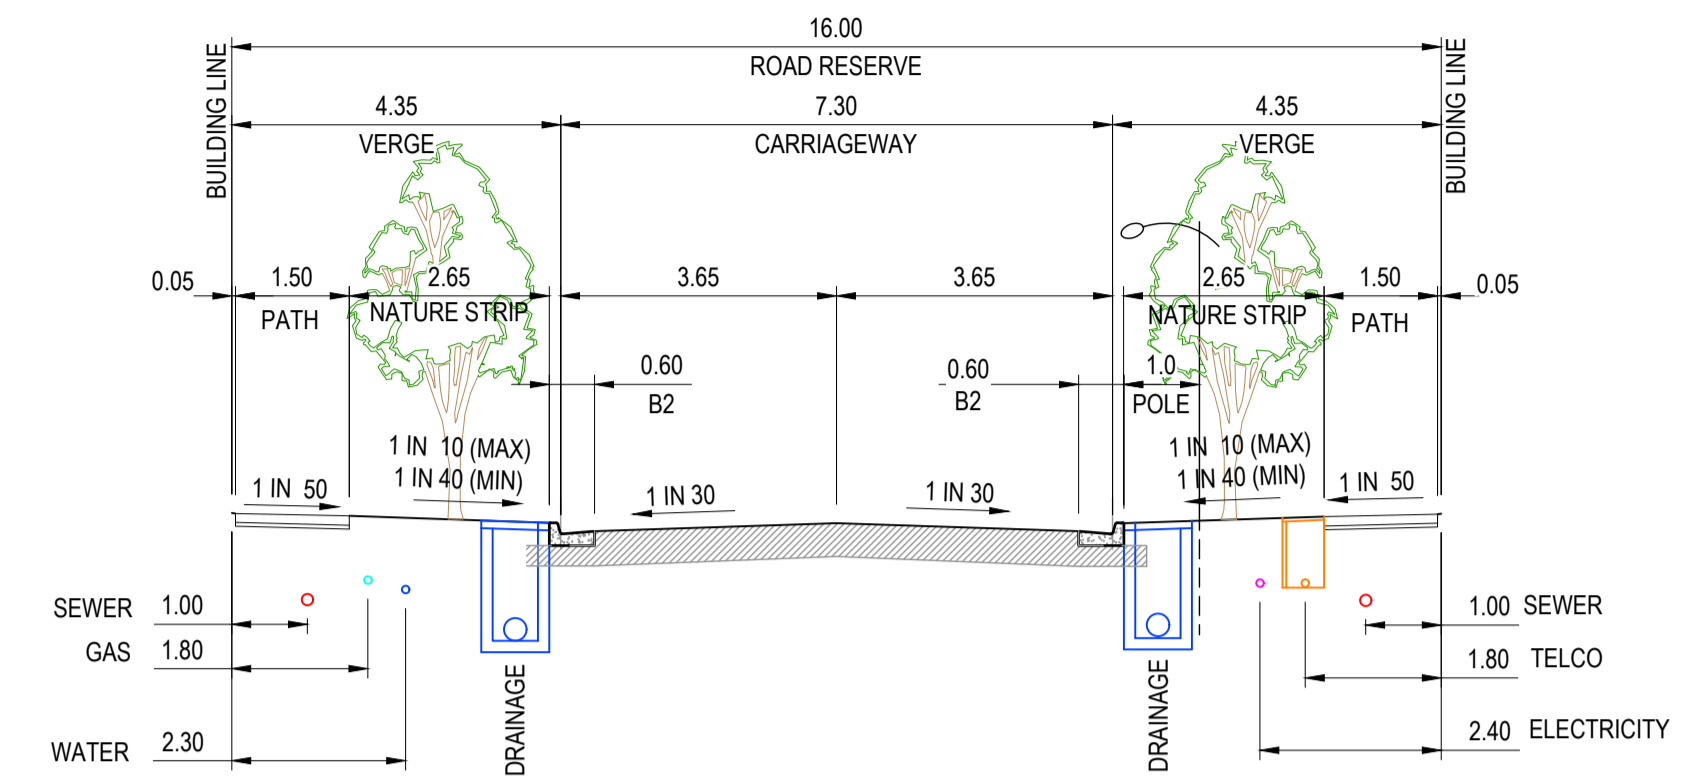 16.00
ROAD RESERVE
BUILDING LINE
BUILDING LINE
4.35
7.30
4.35
VERGE
CARRIAGEWAY
VERGE
0.05
1.50
2.65
3.65
3.65
2.65
1.50
0.05
PATH
NATURE STRIP
NATURE STRIP
PATH
0.60
0.60
1.0
B2
B2
POLE
1 IN 10 (MAX)
1 IN 10 (MAX)
1 IN 40 (MIN)
1 IN 40 (MIN)
1 IN 50
1 IN 30
1 IN 30
1 IN 50
SEWER 1.00
1.00 SEWER
GAS 1.80
1.80 TELCO
DRAINAGE
DRAINAGE
WATER 2.30
2.40 ELECTRICITY